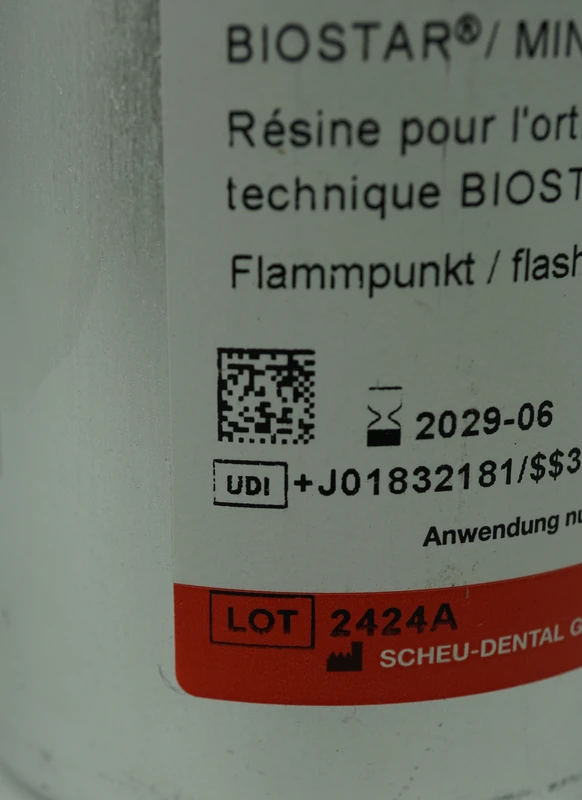 BIOSTAR®/ MIN
Résine pour l'ort
technique BIOST
Flammpunkt / flash
2029-06
UDI +J01832181/$$3
Anwendung nu
LOT 2424A
SCHEU-DENTAL G